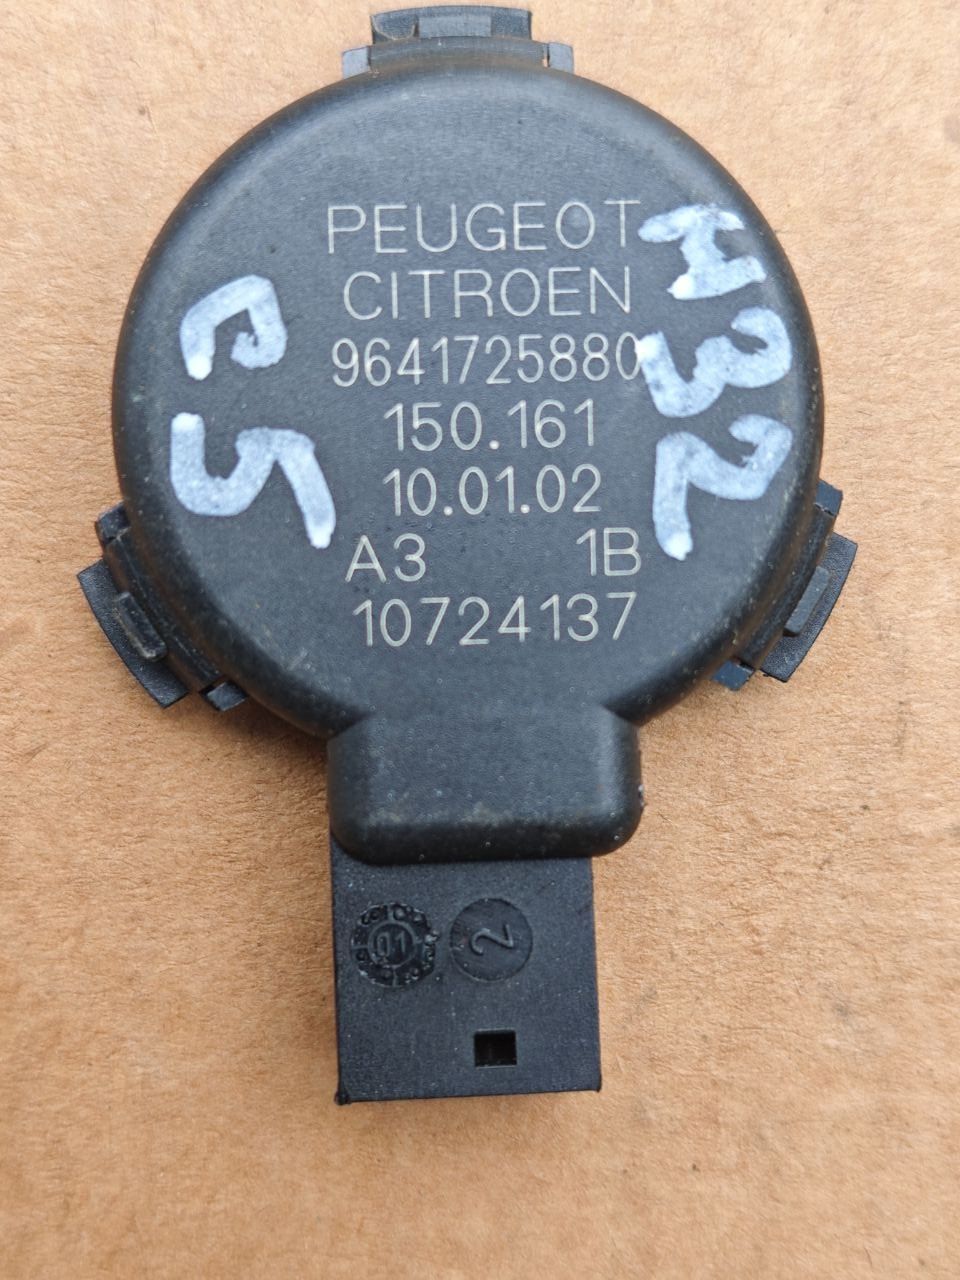 PEUGEOT
CITROEN
9641725880
150.161
10.01.02
A3 1B
10724137
C5
H32
01
2